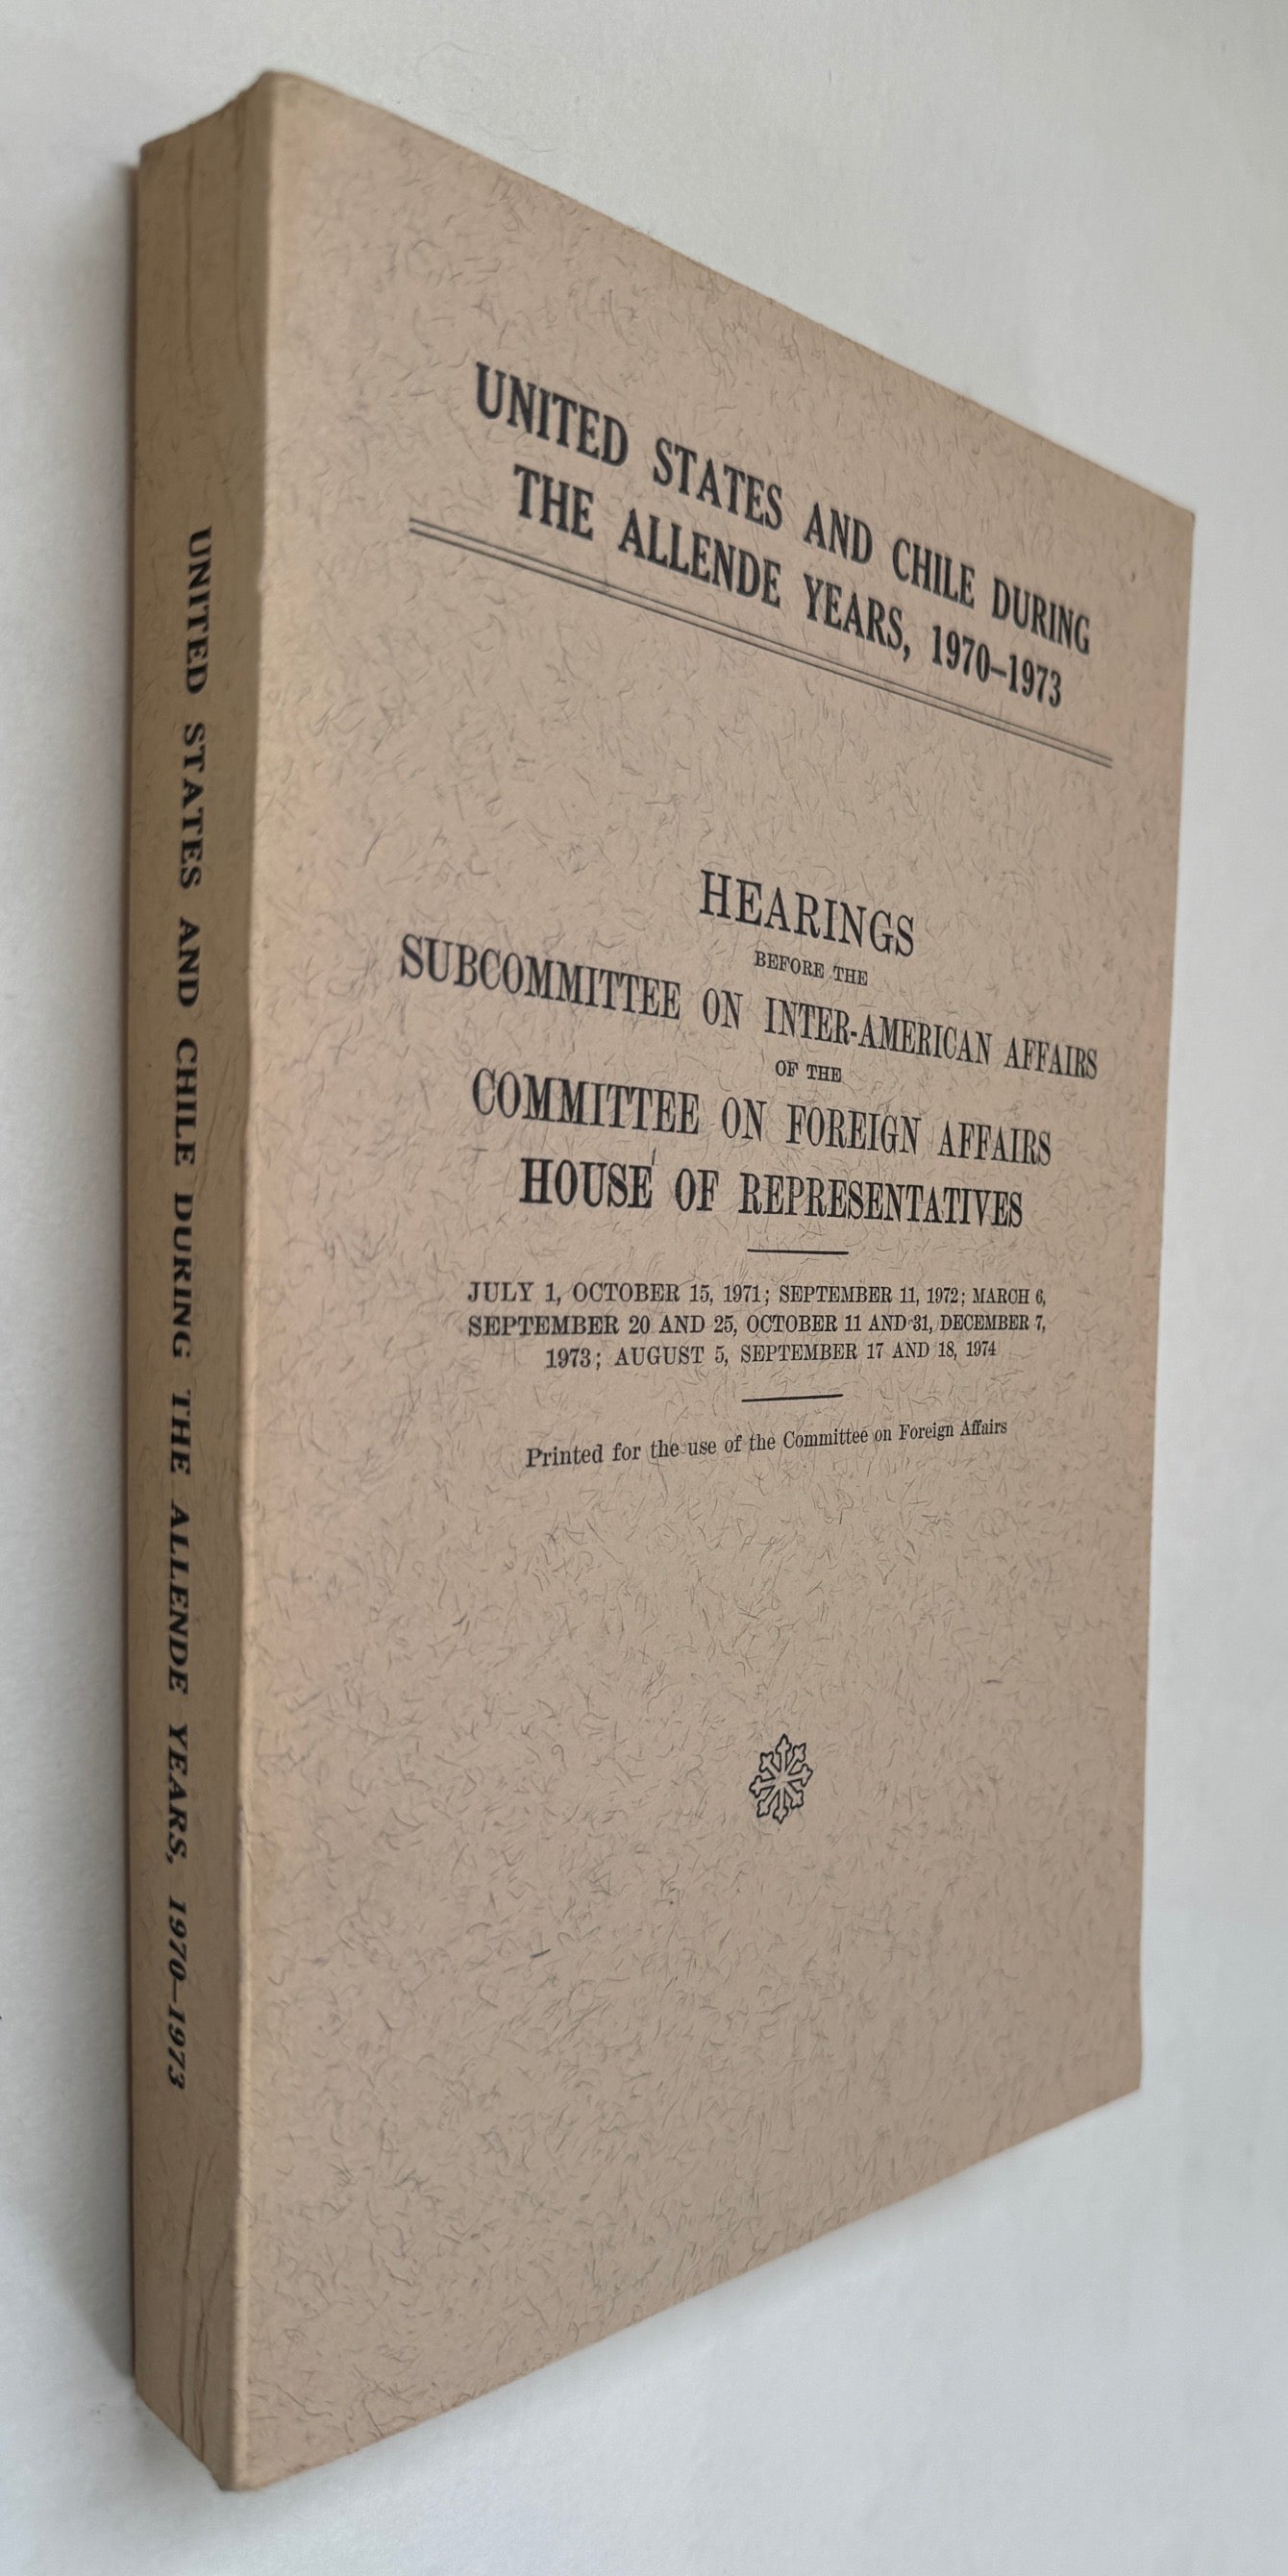 UNITED STATES AND CHILE DURING THE ALLENDE YEARS, 1970–1973
UNITED STATES AND CHILE DURING
THE ALLENDE YEARS, 1970–1973
HEARINGS
BEFORE THE
SUBCOMMITTEE ON INTER-AMERICAN AFFAIRS
OF THE
COMMITTEE ON FOREIGN AFFAIRS
HOUSE OF REPRESENTATIVES
JULY 1, OCTOBER 15, 1971; SEPTEMBER 11, 1972; MARCH 6,
SEPTEMBER 20 AND 25, OCTOBER 11 AND 31, DECEMBER 7,
1973; AUGUST 5, SEPTEMBER 17 AND 18, 1974
Printed for the use of the Committee on Foreign Affairs